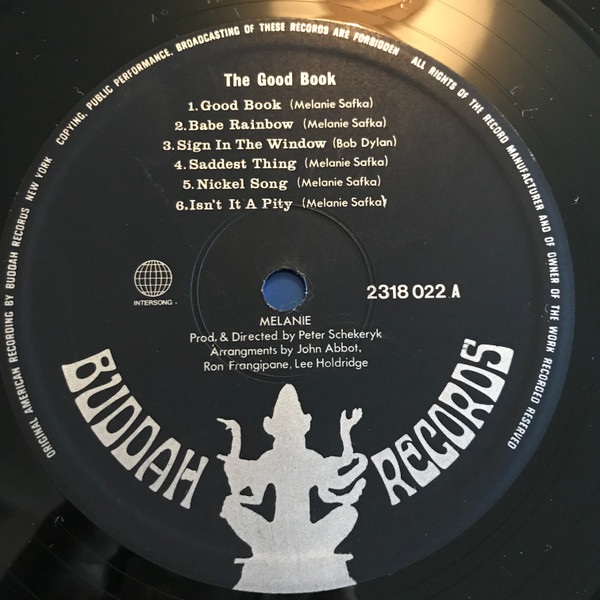 ORIGINAL AMERICAN RECORDING BY BUDDAH RECORDS NEW YORK COPYING, PUBLIC PERFORMANCE, BROADCASTING OF THESE RECORDS ARE FORBIDDEN ALL RIGHTS OF THE RECORD MANUFACTURER AND OF OWNER OF THE WORK RECORDED RESERVED
The Good Book
1. Good Book (Melanie Safka)
2. Babe Rainbow (Melanie Safka)
3. Sign In The Window (Bob Dylan)
4. Saddest Thing (Melanie Safka)
5. Nickel Song (Melanie Safka)
6. Isn't It A Pity (Melanie Safka)
INTERSONG.
2318 022 A
MELANIE
Prod. & Directed by Peter Schekeryk
Arrangments by John Abbot,
Ron Frangipane, Lee Holdridge
BUDDAH RECORDS